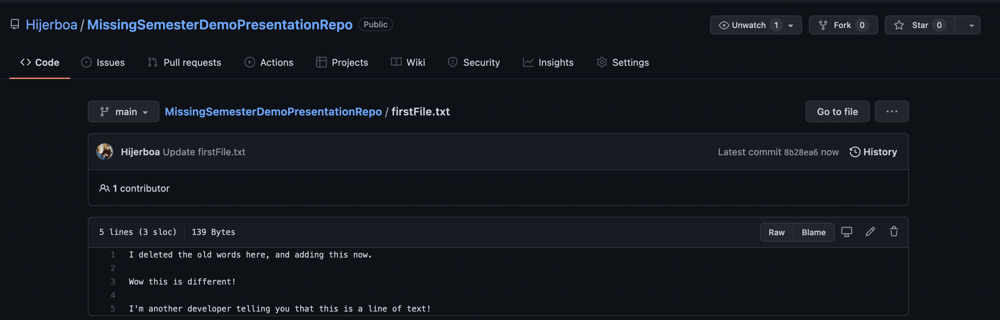 Hijerboa / MissingSemesterDemoPresentationRepo Public Unwatch 1 Fork 0 Star 0
Code Issues Pull requests Actions Projects Wiki Security Insights Settings
main MissingSemesterDemoPresentationRepo / firstFile.txt Go to file ...
Hijerboa Update firstFile.txt Latest commit 8b28ea6 now History
1 contributor
5 lines (3 sloc) 139 Bytes Raw Blame
1 I deleted the old words here, and adding this now.
2
3 Wow this is different!
4
5 I'm another developer telling you that this is a line of text!